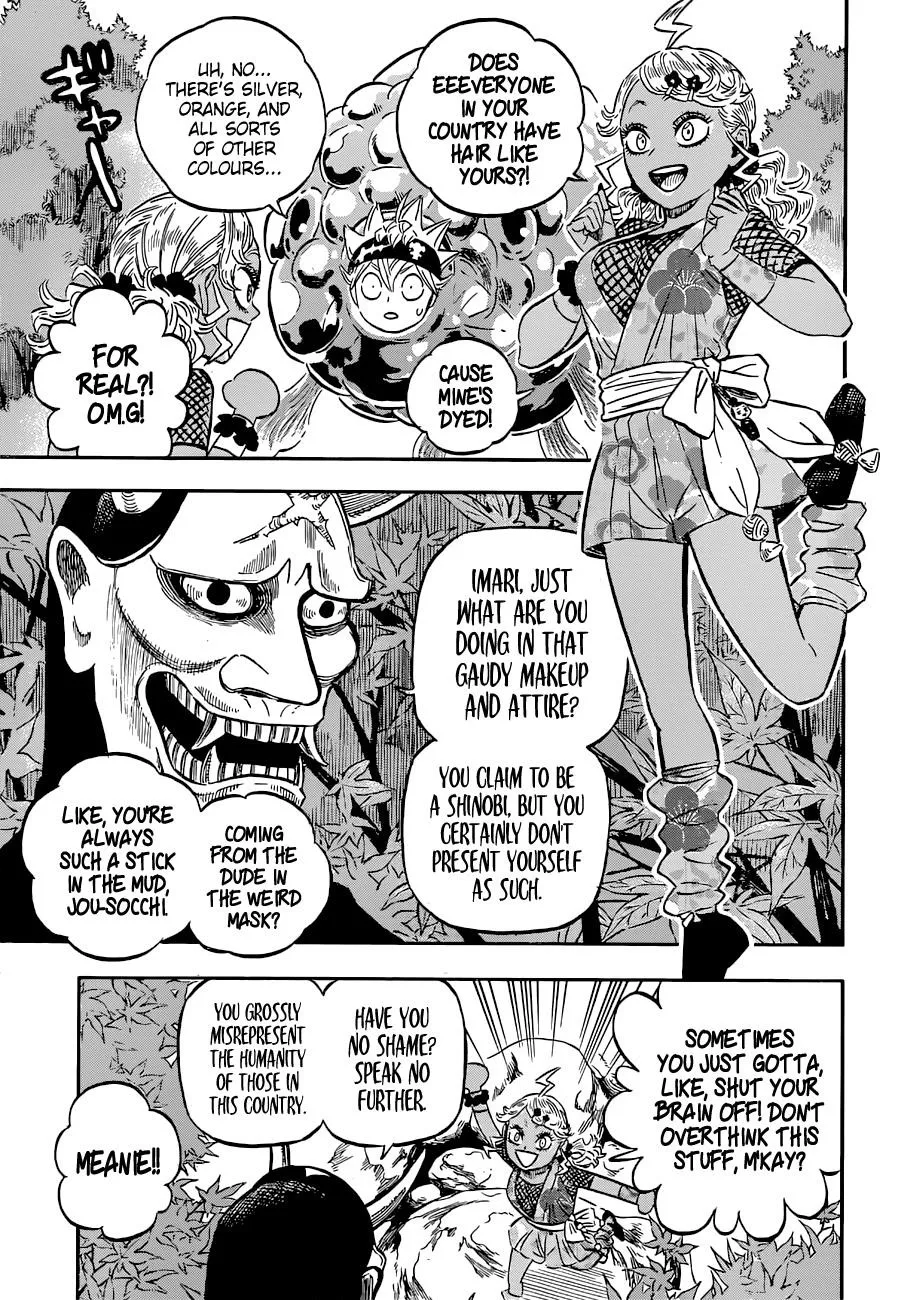 DOES
EEEVERYONE
IN YOUR
COUNTRY HAVE
HAIR LIKE
YOURS?!
CAUSE
MINE'S
DYED!
UH, NO...
THERE'S SILVER,
ORANGE, AND
ALL SORTS
OF OTHER
COLOURS...
ギャー
FOR
REAL?!
O.M.G!
IMARI, JUST
WHAT ARE YOU
DOING IN THAT
GAUDY MAKEUP
AND ATTIRE?
YOU CLAIM TO BE
A SHINOBI, BUT YOU
CERTAINLY DON'T
PRESENT YOURSELF
AS SUCH.
COMING
FROM THE
DUDE IN
THE WEIRD
MASK?
LIKE, YOU'RE
ALWAYS
SUCH A STICK
IN THE MUD,
JOU-SOCCHI.
SOMETIMES
YOU JUST GOTTA,
LIKE, SHUT YOUR
BRAIN OFF! DON'T
OVERTHINK THIS
STUFF, M'KAY?
HAVE YOU
NO SHAME?
SPEAK NO
FURTHER.
YOU GROSSLY
MISREPRESENT
THE HUMANITY
OF THOSE IN
THIS COUNTRY.
MEANIE!!